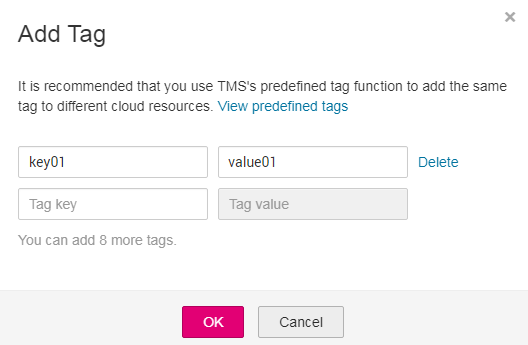 Add Tag
It is recommended that you use TMS's predefined tag function to add the same
tag to different cloud resources. View predefined tags
key01 value01 Delete
Tag key Tag value
You can add 8 more tags.
OK Cancel